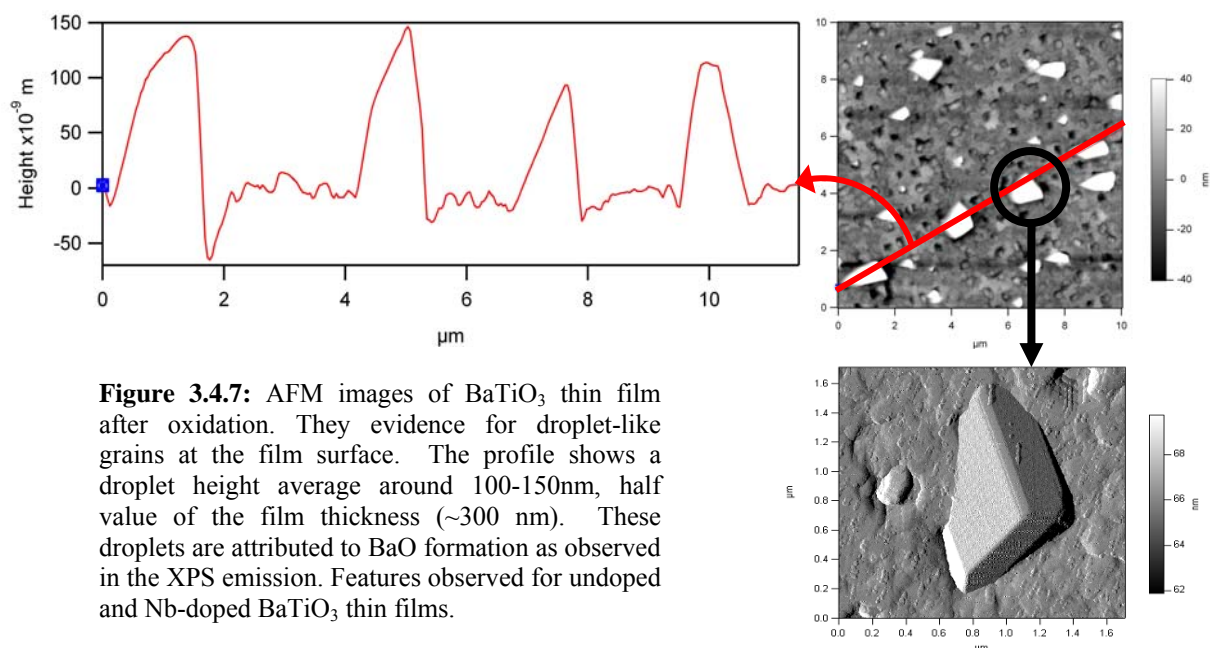 150
100
50
0
-50
Height x10⁻⁹ m
0 2 4 6 8 10
µm
10
8
6
4
2
0
0 2 4 6 8 10
µm
40
20
0
-20
-40
nm
Figure 3.4.7: AFM images of BaTiO₃ thin film
after oxidation. They evidence for droplet-like
grains at the film surface. The profile shows a
droplet height average around 100-150nm, half
value of the film thickness (~300 nm). These
droplets are attributed to BaO formation as observed
in the XPS emission. Features observed for undoped
and Nb-doped BaTiO₃ thin films.
1.6
1.4
1.2
1.0
0.8
0.6
0.4
0.2
0.0
µm
0.0 0.2 0.4 0.6 0.8 1.0 1.2 1.4 1.6
µm
68
66
64
62
nm